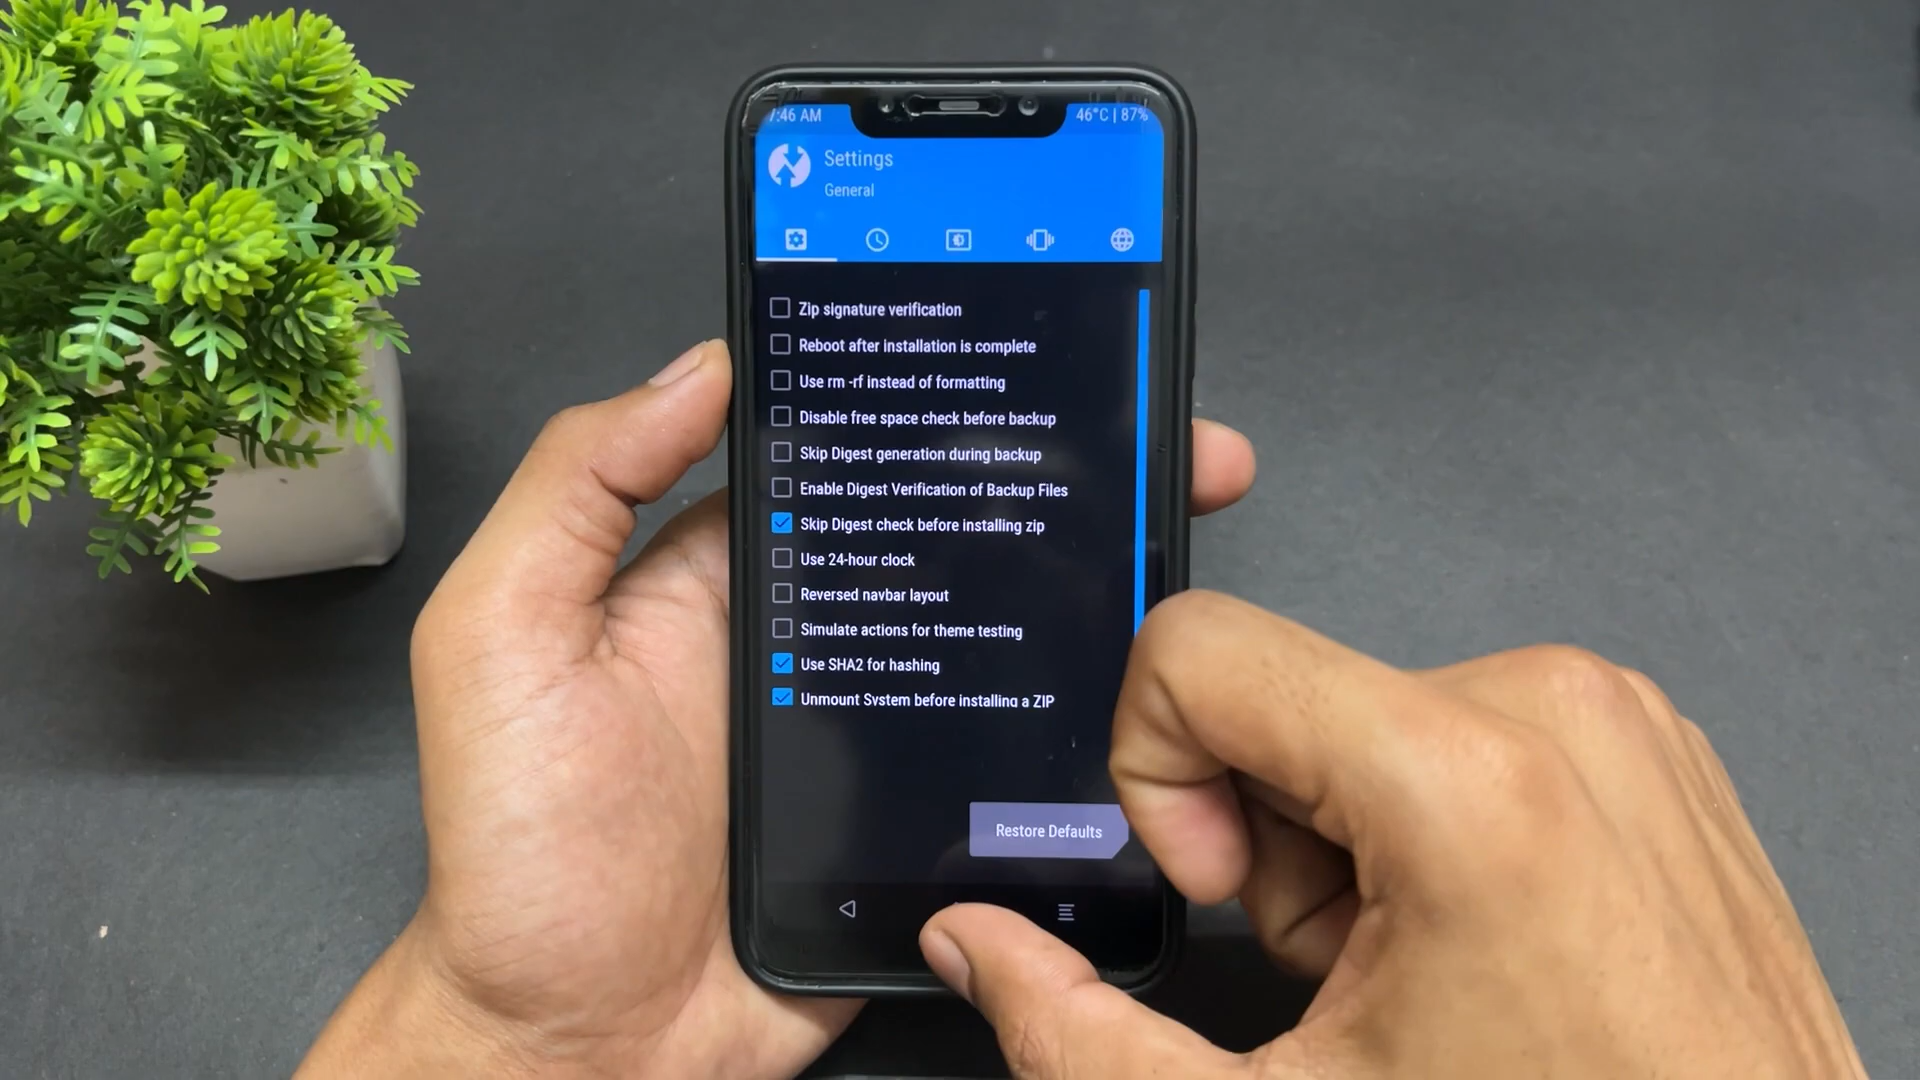 7:46 AM
46°C | 87%
Settings
General
Zip signature verification
Reboot after installation is complete
Use rm -rf instead of formatting
Disable free space check before backup
Skip Digest generation during backup
Enable Digest Verification of Backup Files
Skip Digest check before installing zip
Use 24-hour clock
Reversed navbar layout
Simulate actions for theme testing
Use SHA2 for hashing
Unmount System before installing a ZIP
Restore Defaults